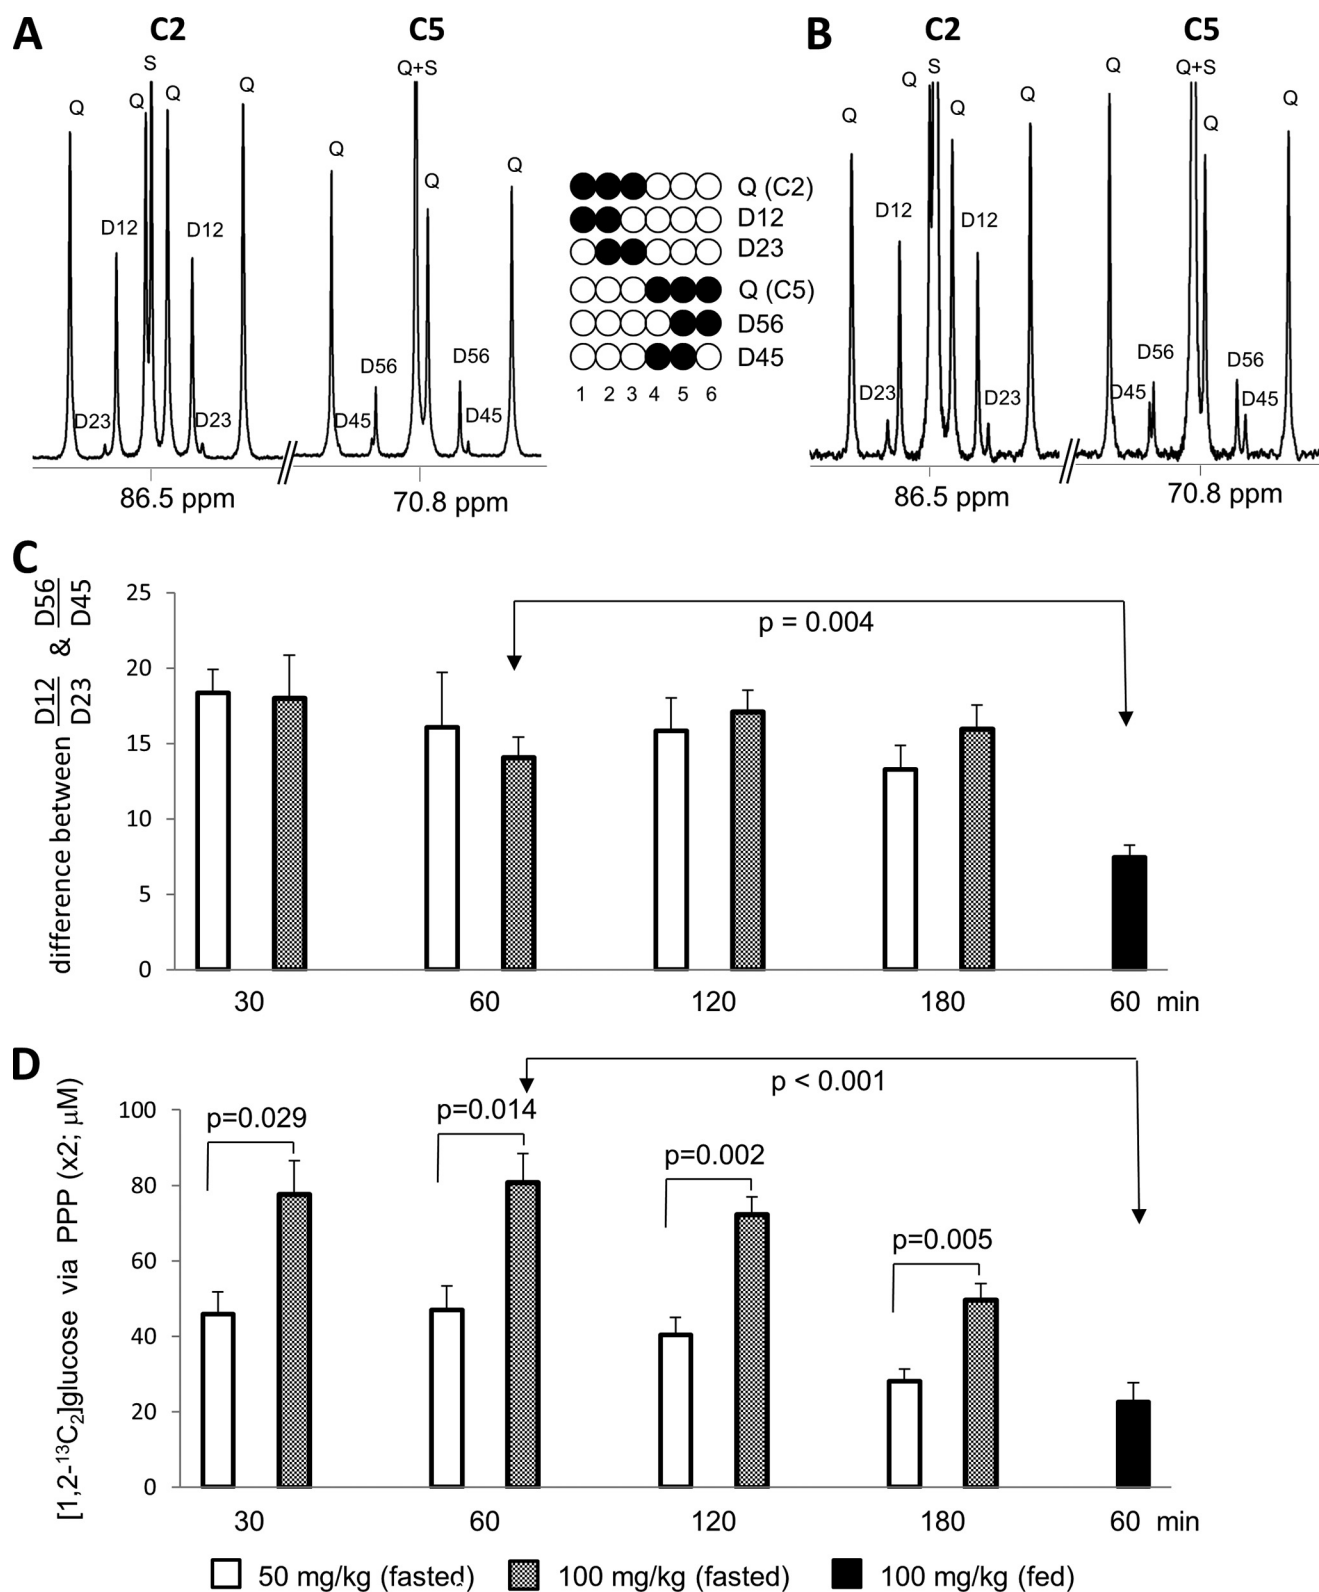 A C2 C5
S
Q Q Q Q
D12 D12
D23 D23
Q+S
Q Q Q
D56 D56
D45 D45
86.5 ppm 70.8 ppm
Q (C2)
D12
D23
Q (C5)
D56
D45
1 2 3 4 5 6
B C2 C5
S
Q Q Q Q
D12 D12
D23 D23
Q+S
Q Q Q
D56 D56
D45 D45
86.5 ppm 70.8 ppm
C
difference between D12/D23 & D56/D45
25
20
15
10
5
0
p = 0.004
30 60 120 180 60 min
D
[1,2-¹³C₂]glucose via PPP (x2; μM)
100
80
60
40
20
0
p < 0.001
p=0.029
p=0.014
p=0.002
p=0.005
30 60 120 180 60 min
50 mg/kg (fasted) 100 mg/kg (fasted) 100 mg/kg (fed)